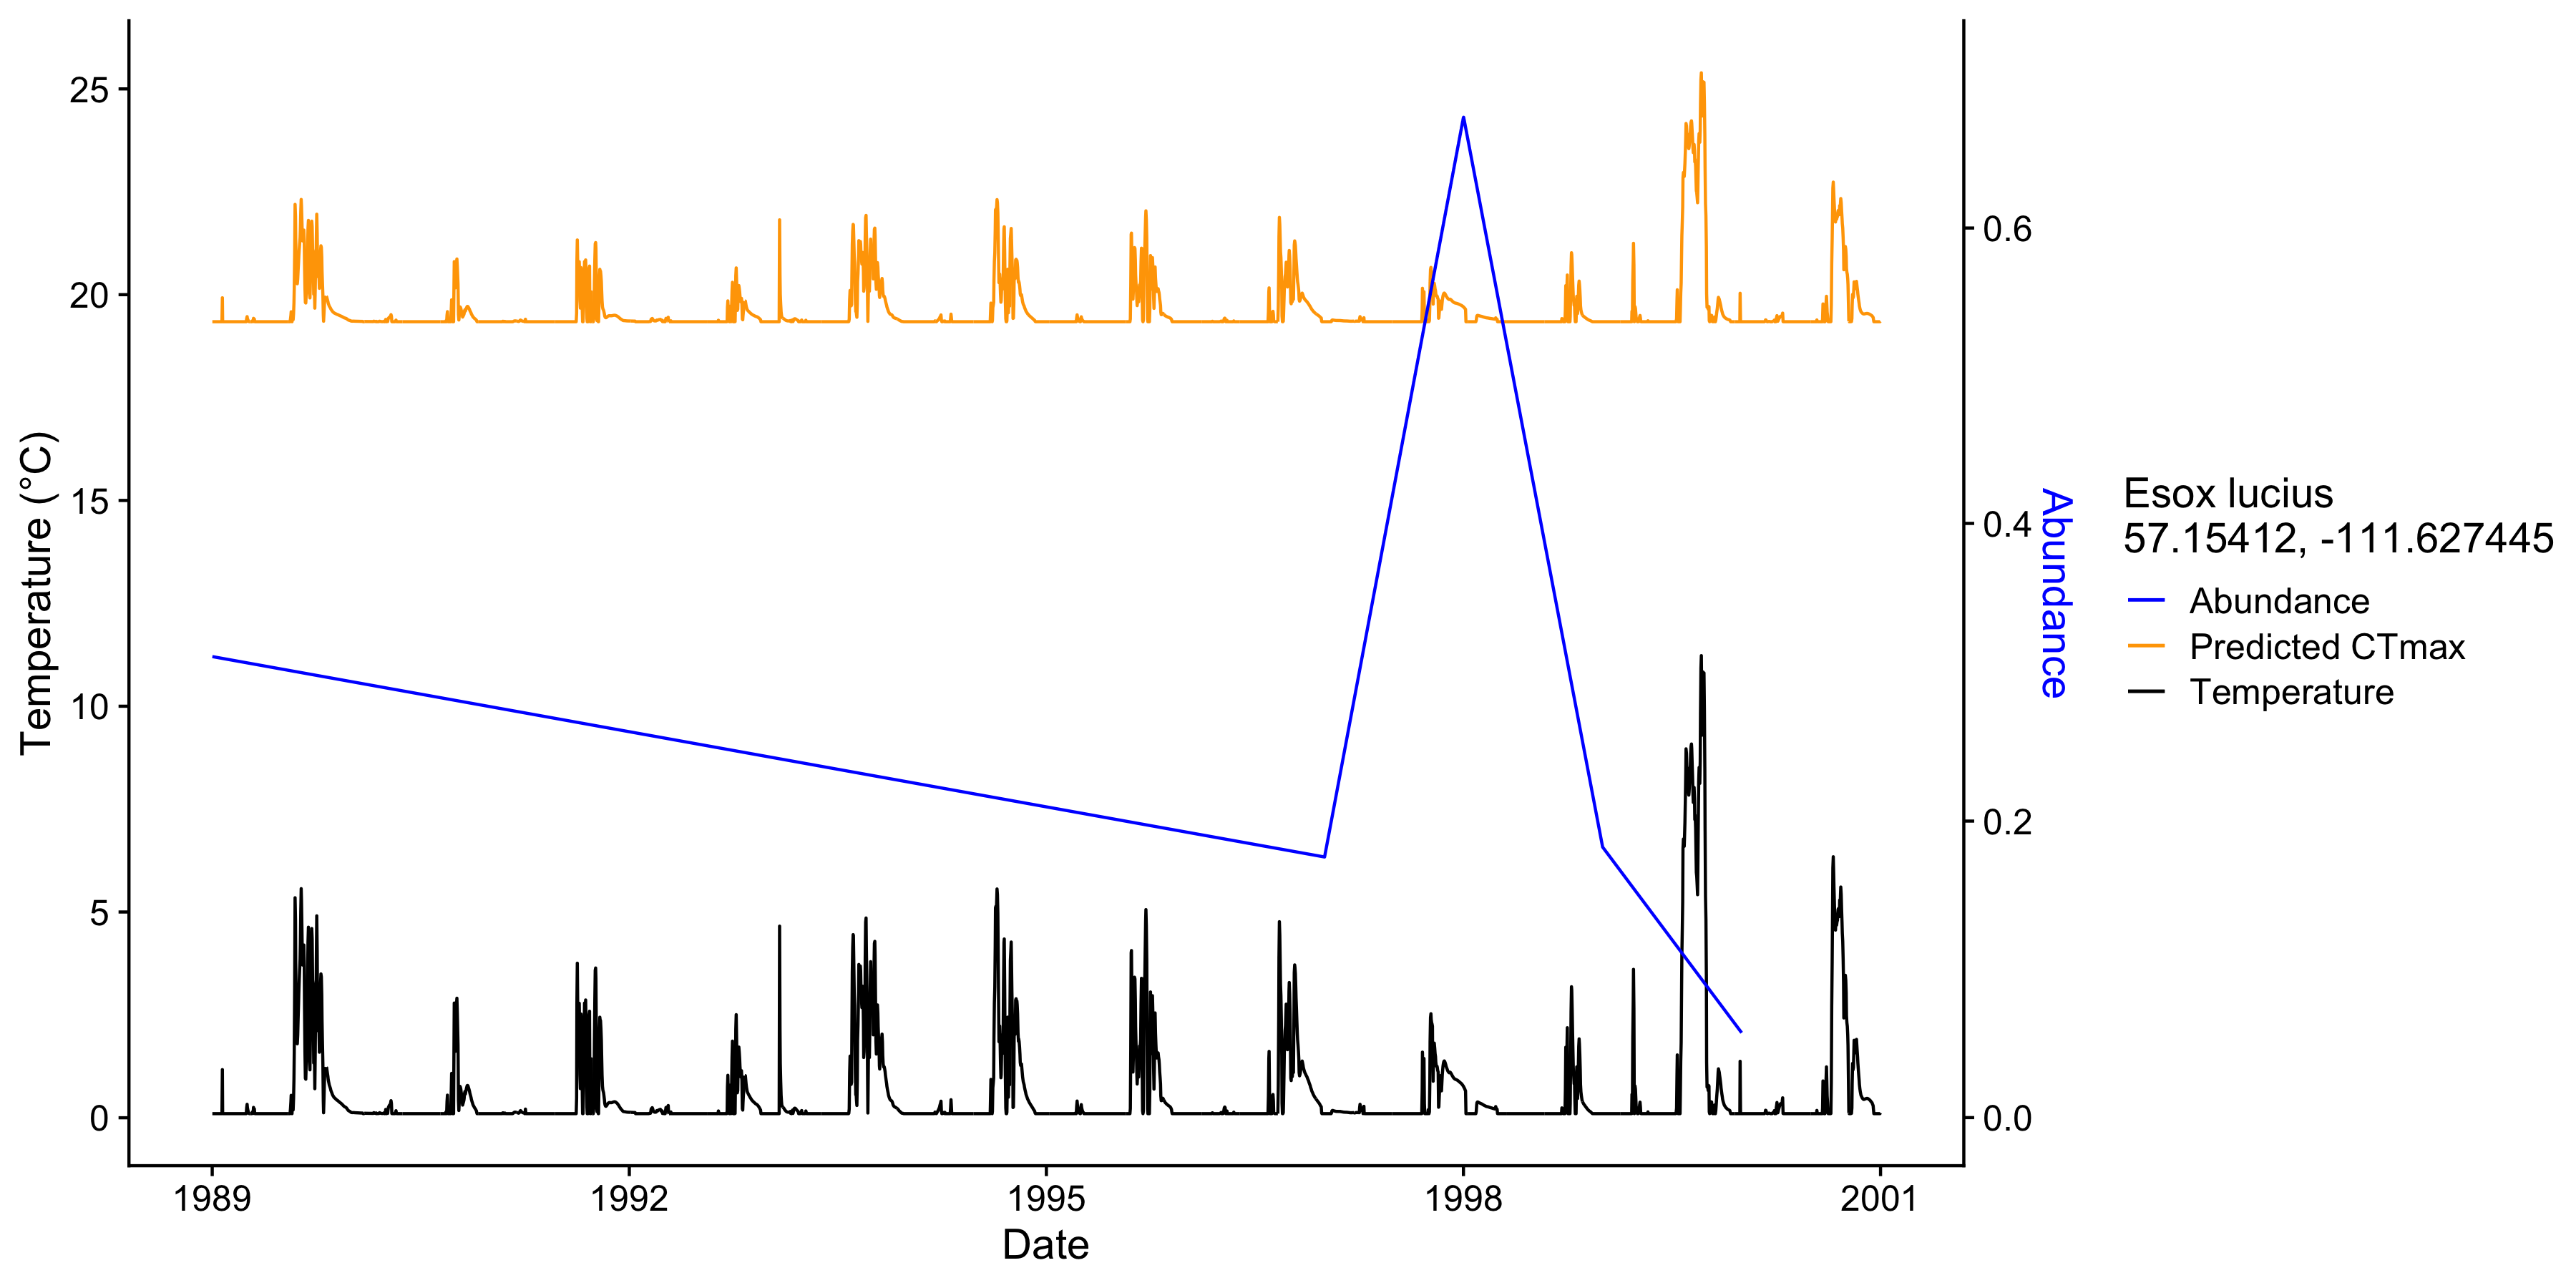 25
20
15
10
5
0
Temperature (°C)
1989
1992
1995
1998
2001
Date
0.6
0.4
0.2
0.0
Abundance
Esox lucius
57.15412, -111.627445
Abundance
Predicted CTmax
Temperature